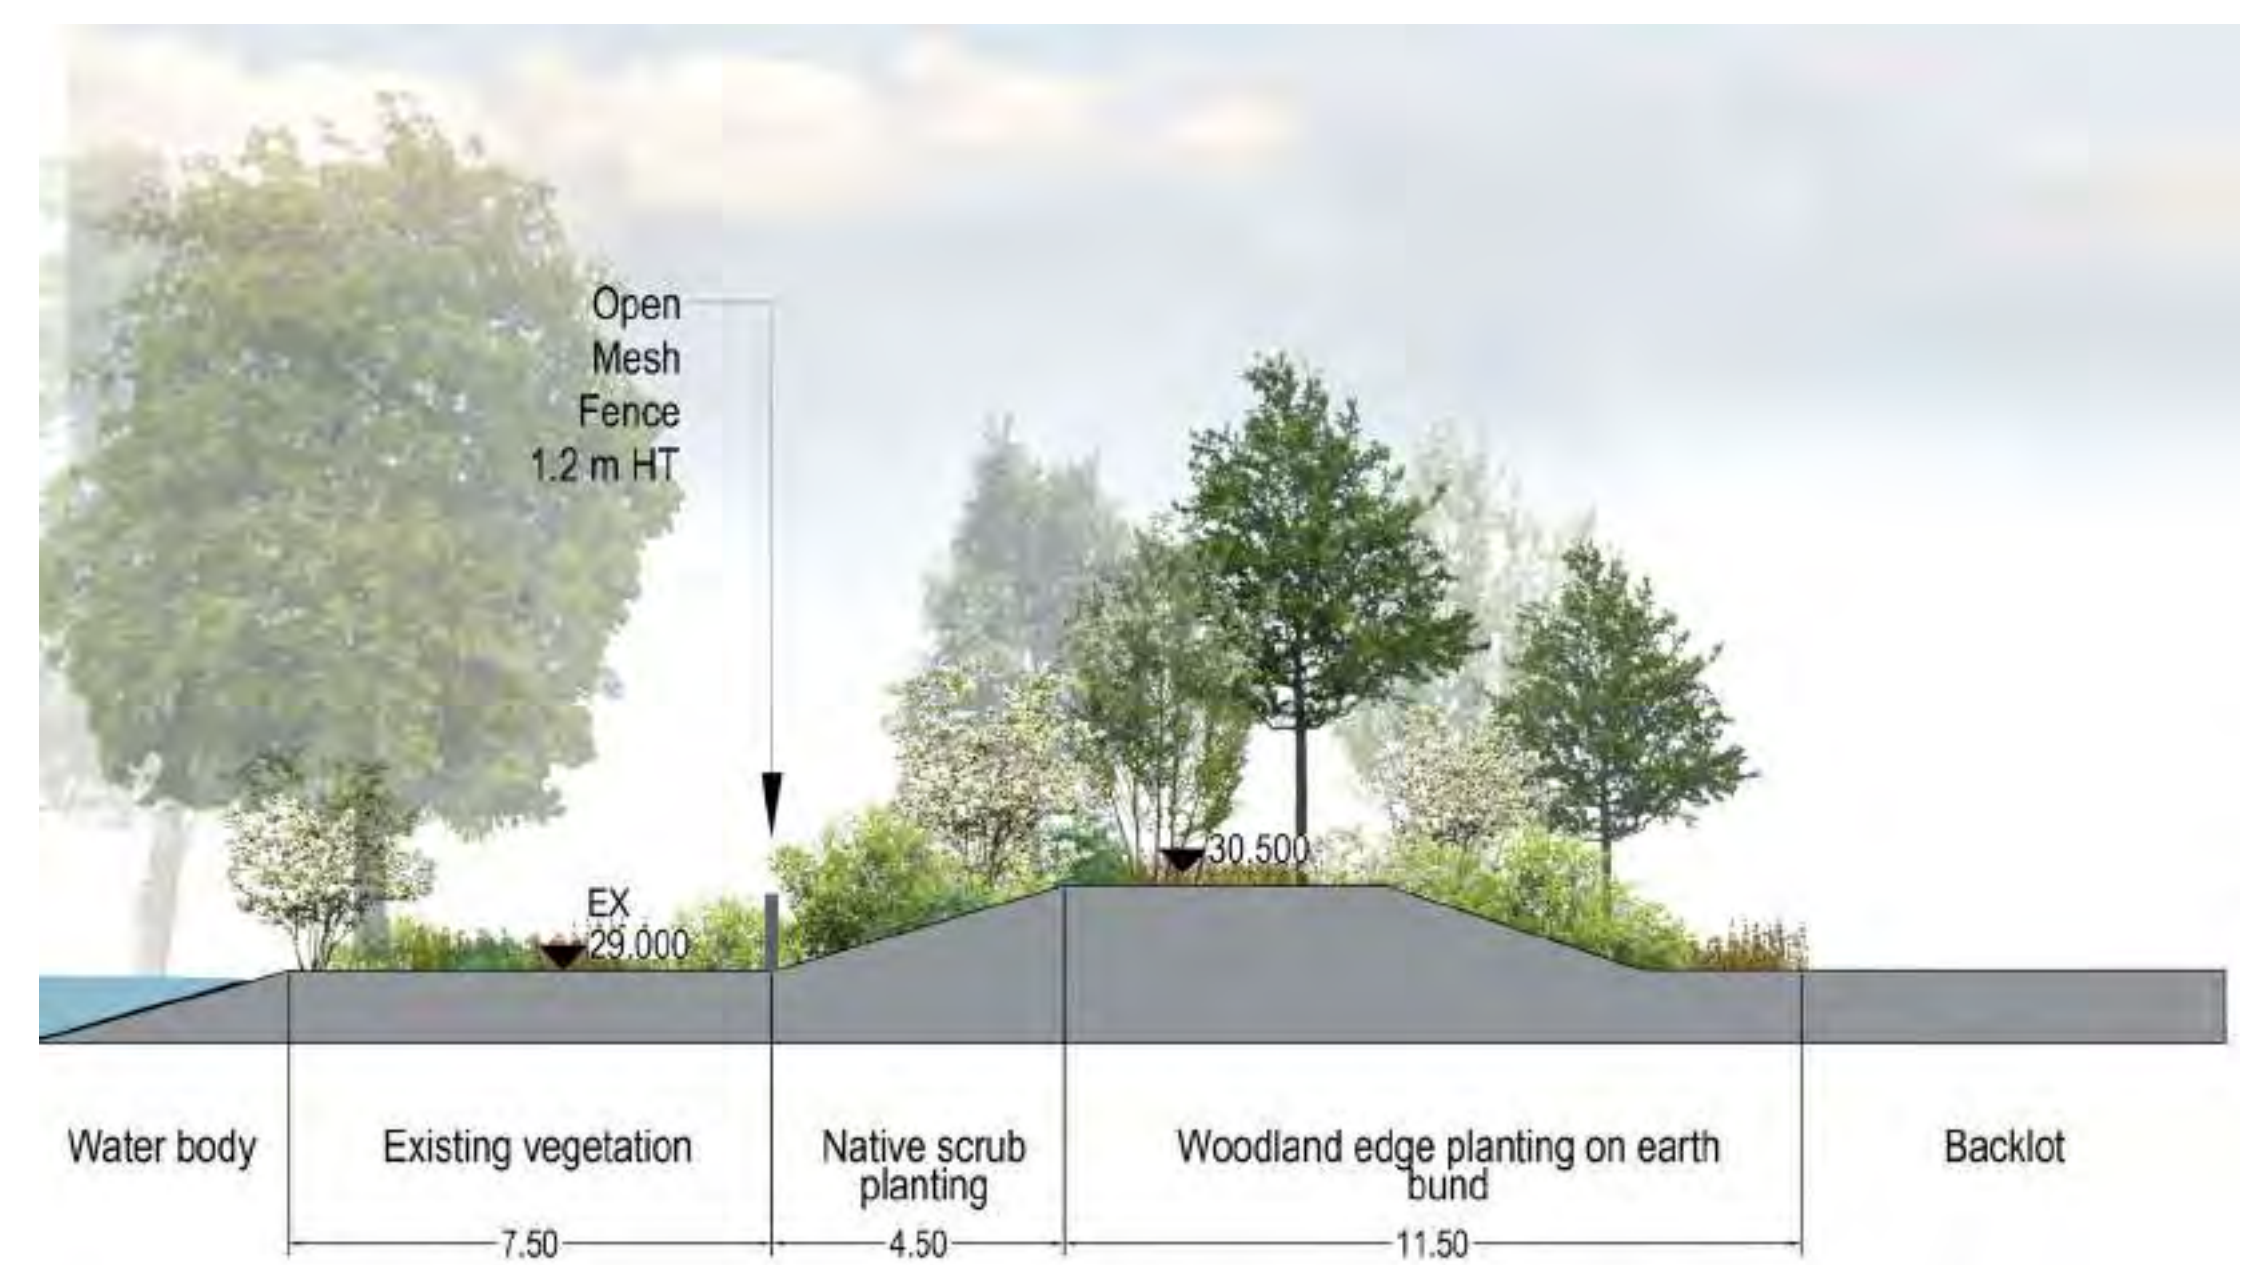 Open
Mesh
Fence
1.2 m HT
30.500
EX
29.000
Water body
Existing vegetation
Native scrub
planting
Woodland edge planting on earth
bund
Backlot
7.50
4.50
11.50